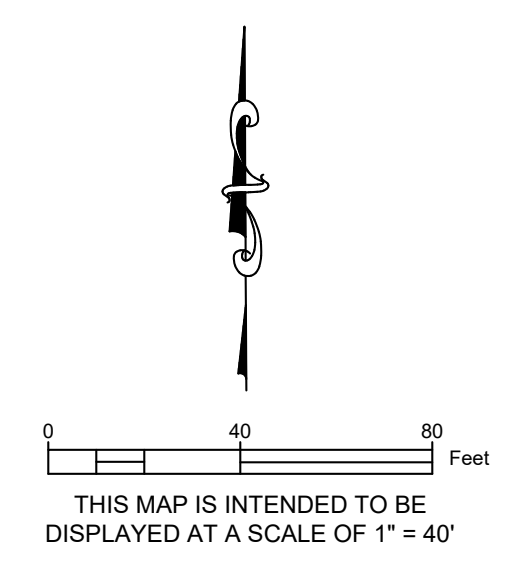 0 40 80
Feet
THIS MAP IS INTENDED TO BE
DISPLAYED AT A SCALE OF 1" = 40'